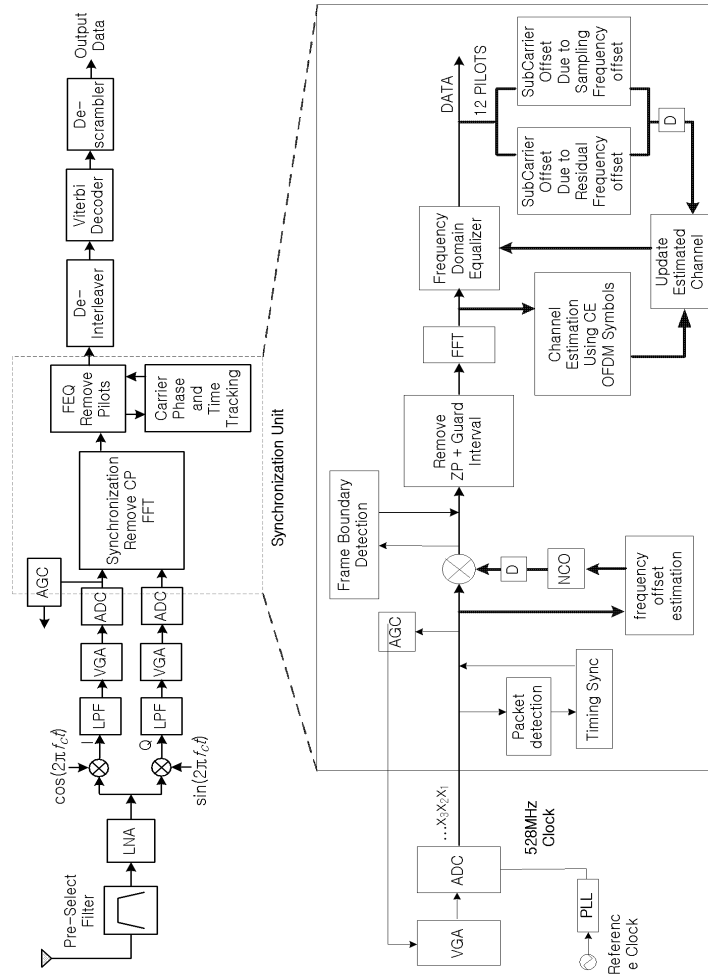 Pre-Select
Filter
LNA
cos(2πf_ct)
sin(2πf_ct)
I
Q
LPF
LPF
VGA
VGA
ADC
ADC
AGC
Synchronization
Remove CP
FFT
FEQ
Remove
Pilots
Carrier
Phase
and
Time
Tracking
De-
Interleaver
Viterbi
Decoder
De-
scrambler
Output
Data
Synchronization Unit
VGA
ADC
Referenc
e Clock
PLL
528MHz
Clock
...x₃x₂x₁
Packet
detection
Timing Sync
AGC
frequency
offset
estimation
NCO
D
Frame Boundary
Detection
Remove
ZP + Guard
Interval
FFT
Channel
Estimation
Using CE
OFDM Symbols
Frequency
Domain
Equalizer
Update
Estimated
Channel
DATA
12 PILOTS
SubCarrier
Offset
Due to
Residual
Frequency
offset
SubCarrier
Offset
Due to
Sampling
Frequency
offset
D